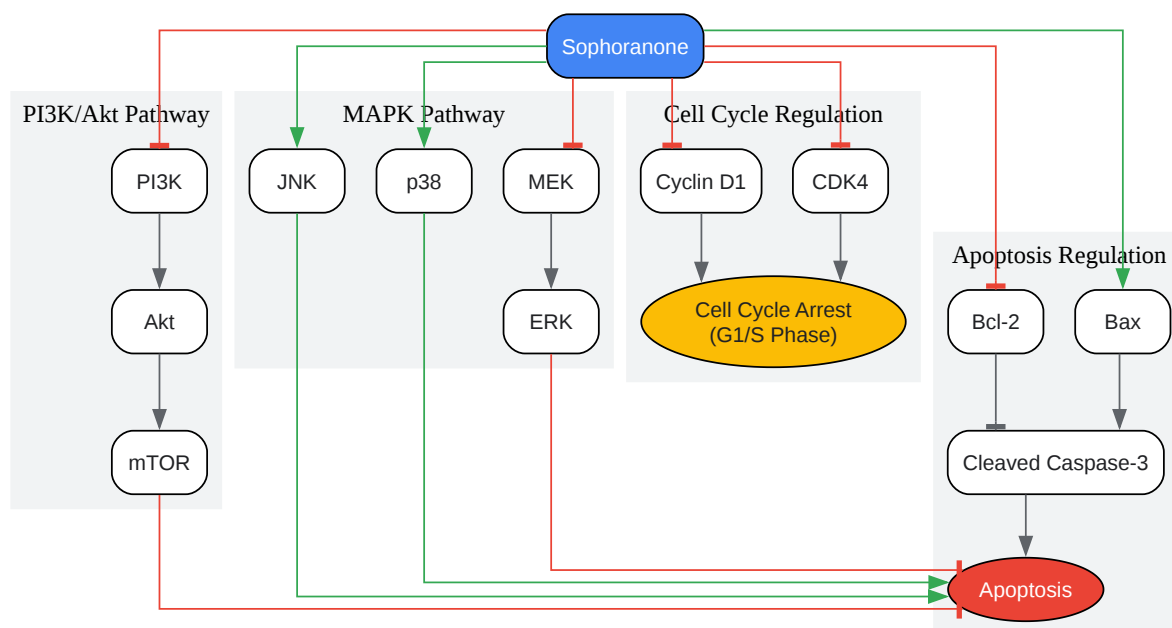 Sophoranone
PI3K/Akt Pathway
MAPK Pathway
Cell Cycle Regulation
PI3K
JNK
p38
MEK
Cyclin D1
CDK4
Apoptosis Regulation
Akt
ERK
Cell Cycle Arrest
(G1/S Phase)
Bcl-2
Bax
mTOR
Cleaved Caspase-3
Apoptosis